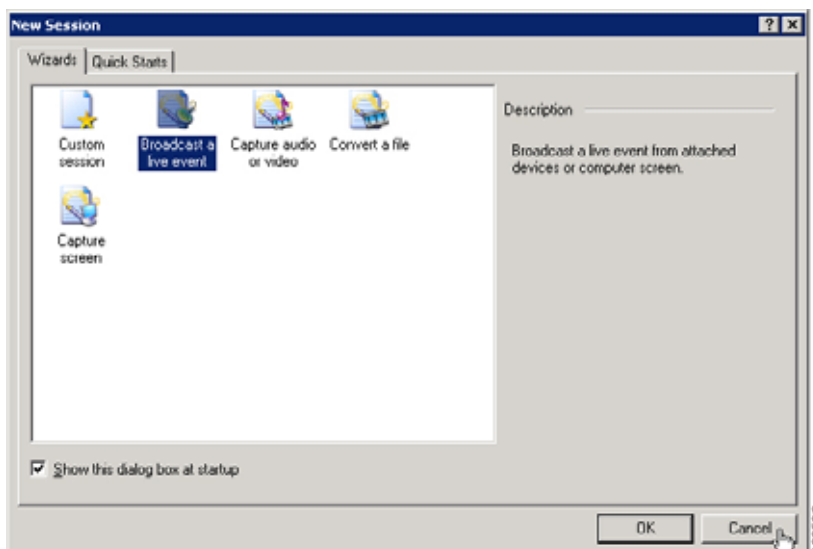 New Session
Wizards
Quick Starts
Custom
session
Broadcast a
live event
Capture audio
or video
Convert a file
Capture
screen
Description
Broadcast a live event from attached
devices or computer screen.
Show this dialog box at startup
OK
Cancel